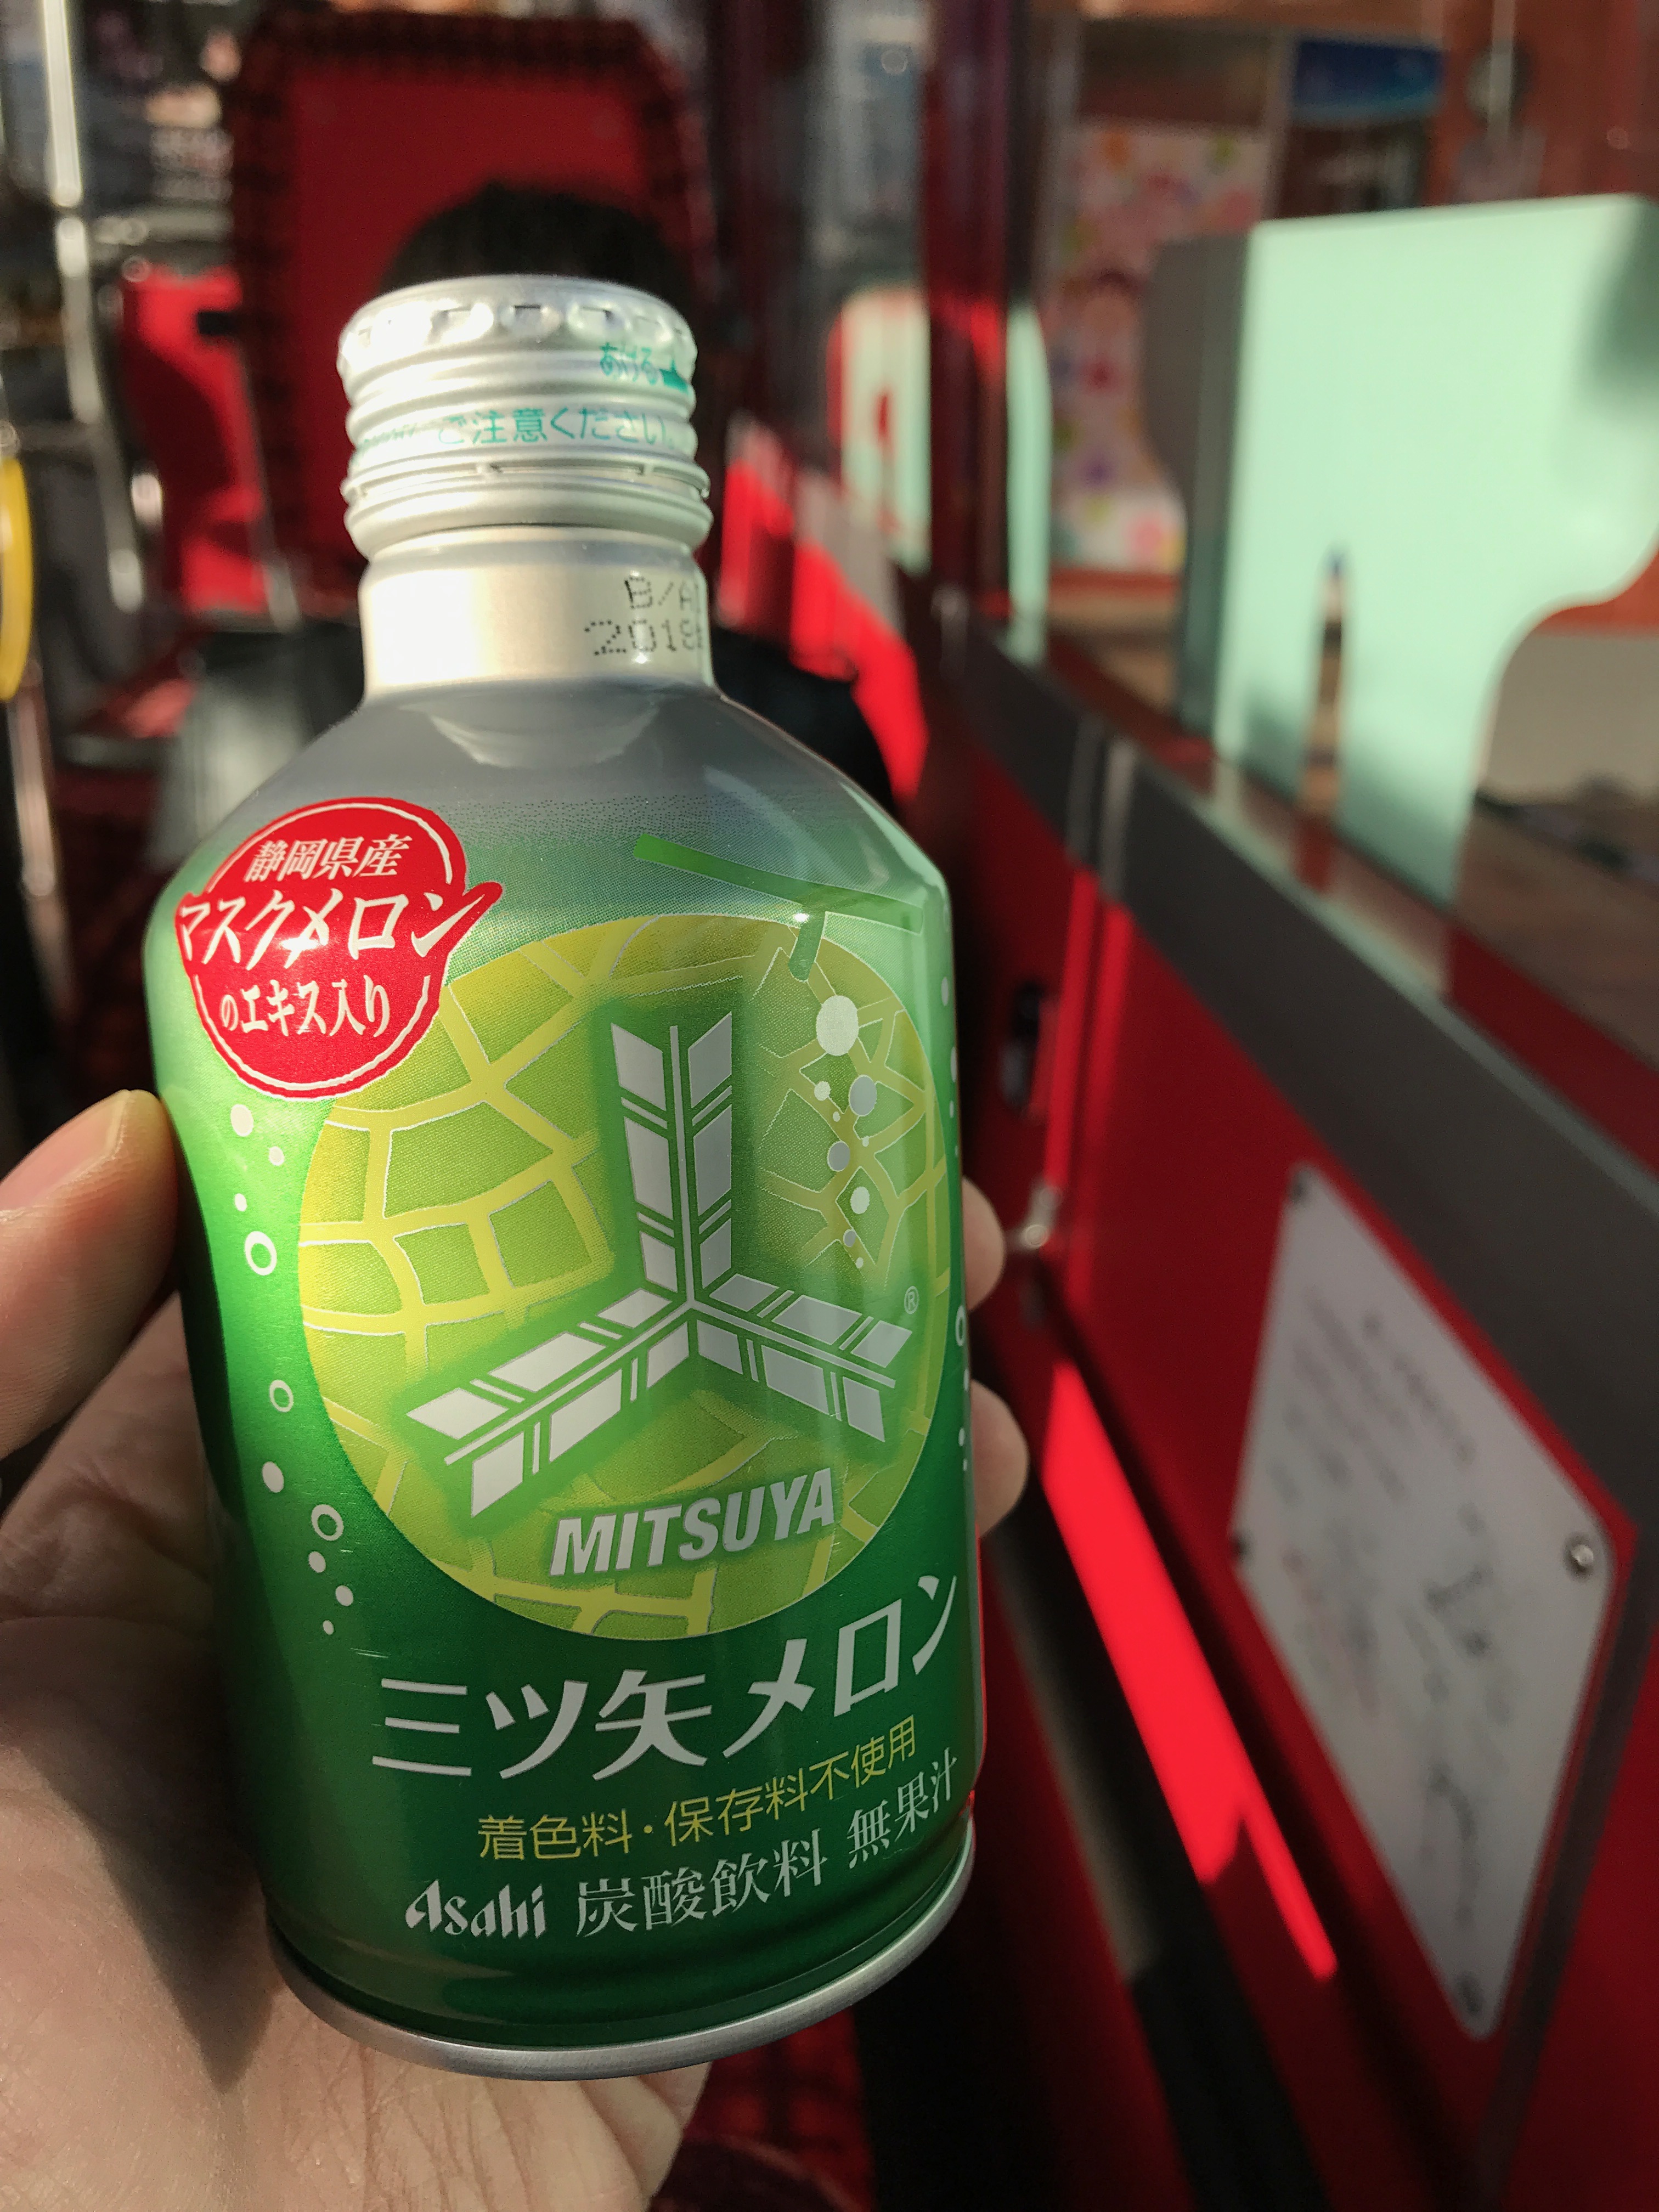 あける
ご注意ください。
B/A
2019
静岡県産
マスクメロン
のエキス入り
®
MITSUYA
三ツ矢メロン
着色料・保存料不使用
Asahi 炭酸飲料 無果汁